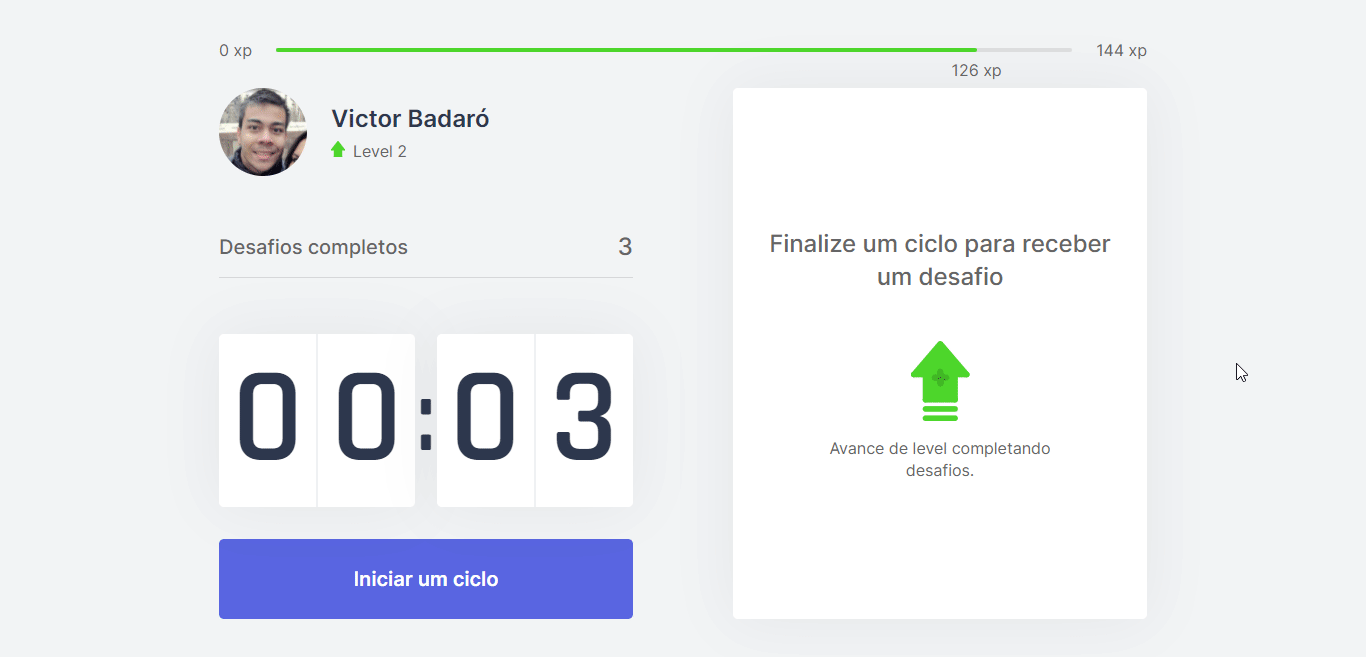 0 xp
144 xp
126 xp
Victor Badaró
Level 2
Desafios completos 3
00:03
Iniciar um ciclo
Finalize um ciclo para receber
um desafio
Avance de level completando
desafios.